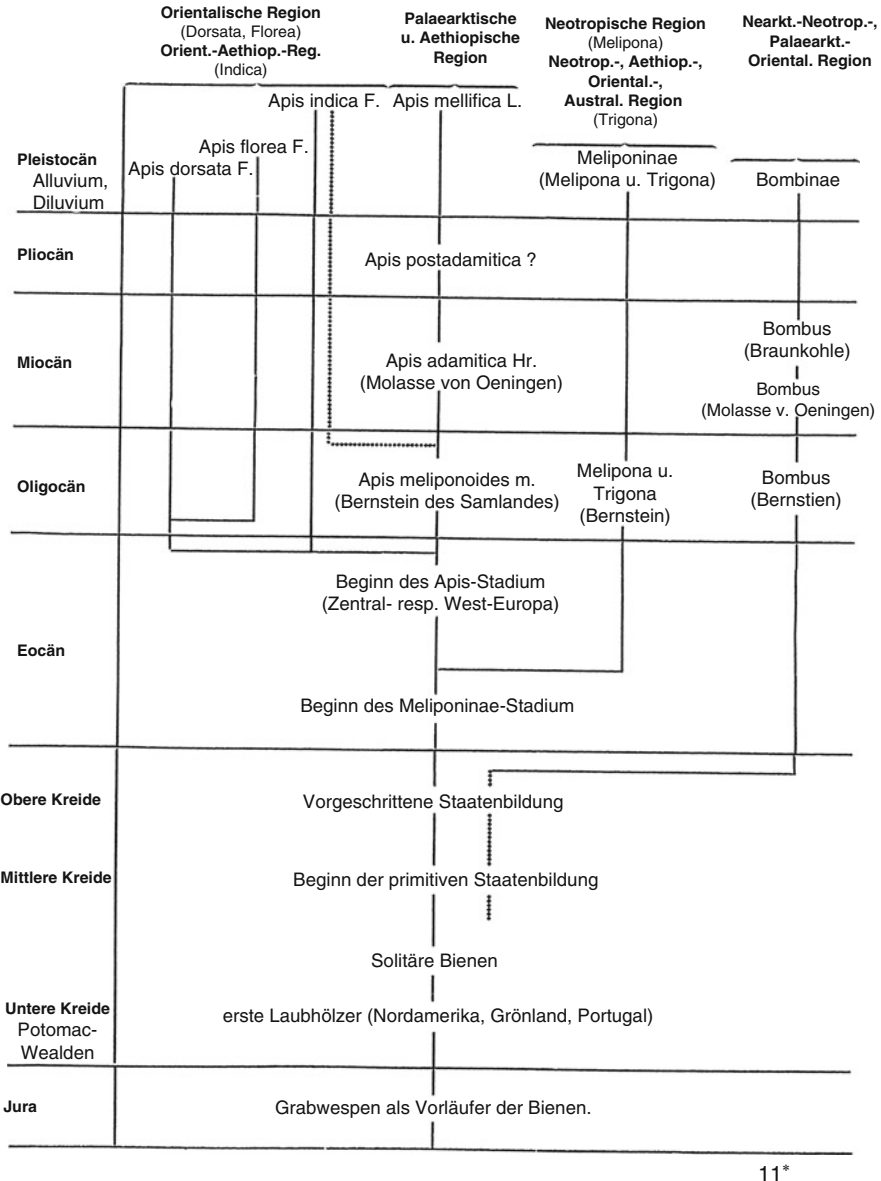 Orientalische Region
(Dorsata, Florea)
Orient.-Aethiop.-Reg.
(Indica)
Palaearktische
u. Aethiopische
Region
Neotropische Region
(Melipona)
Neotrop.-, Aethiop.-,
Oriental.-,
Austral. Region
(Trigona)
Nearkt.-Neotrop.-,
Palaearkt.-
Oriental. Region
Apis indica F.
Apis mellifica L.
Apis florea F.
Apis dorsata F.
Meliponinae
(Melipona u. Trigona)
Bombinae
Pleistocän
Alluvium,
Diluvium
Pliocän
Apis postadamitica ?
Miocän
Apis adamitica Hr.
(Molasse von Oeningen)
Bombus
(Braunkohle)
Bombus
(Molasse v. Oeningen)
Oligocän
Apis meliponoides m.
(Bernstein des Samlandes)
Melipona u.
Trigona
(Bernstein)
Bombus
(Bernstien)
Beginn des Apis-Stadium
(Zentral- resp. West-Europa)
Eocän
Beginn des Meliponinae-Stadium
Obere Kreide
Vorgeschrittene Staatenbildung
Mittlere Kreide
Beginn der primitiven Staatenbildung
Solitäre Bienen
Untere Kreide
Potomac-
Wealden
erste Laubhölzer (Nordamerika, Grönland, Portugal)
Jura
Grabwespen als Vorläufer der Bienen.
11*